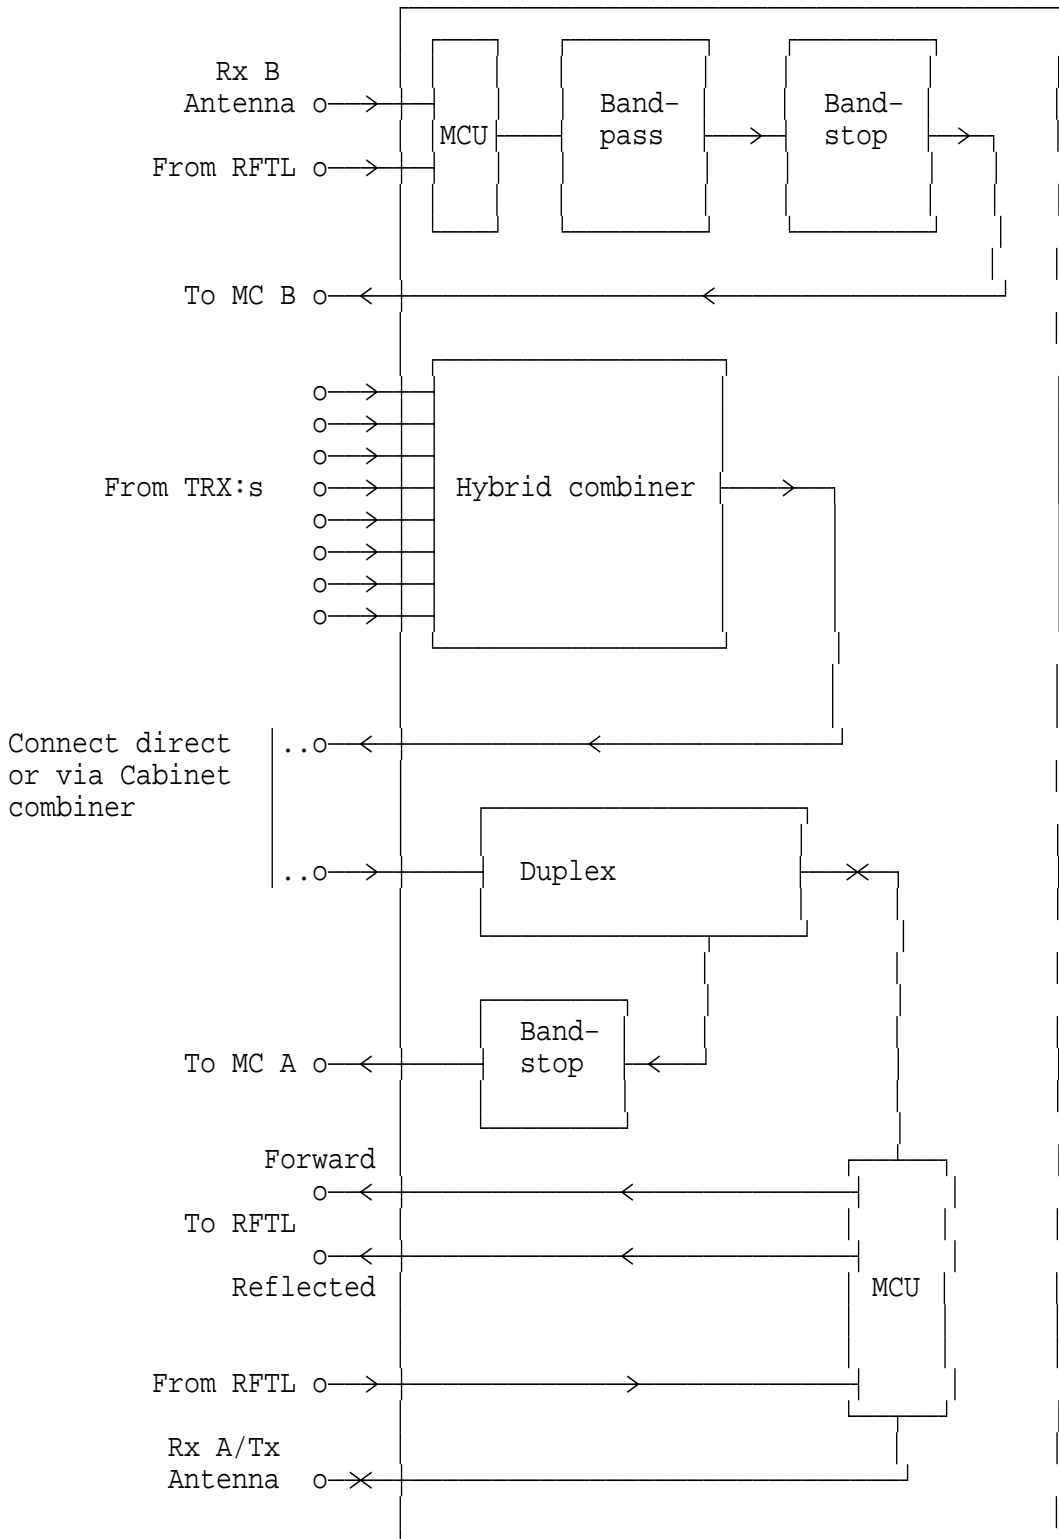 Rx B
Antenna o
MCU
Band-
pass
Band-
stop
From RFTL o
To MC B o
o
o
o
From TRX:s o
Hybrid combiner
o
o
o
o
Connect direct
or via Cabinet
combiner
..o
..o
Duplex
Band-
stop
To MC A o
Forward
o
To RFTL
o
Reflected
MCU
From RFTL o
Rx A/Tx
Antenna o